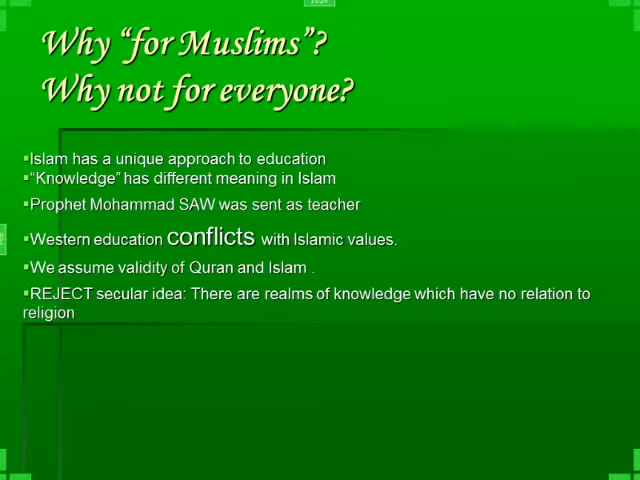 Why “for Muslims”?
Why not for everyone?
▪Islam has a unique approach to education
▪“Knowledge” has different meaning in Islam
▪Prophet Mohammad SAW was sent as teacher
▪Western education conflicts with Islamic values.
▪We assume validity of Quran and Islam .
▪REJECT secular idea: There are realms of knowledge which have no relation to
religion